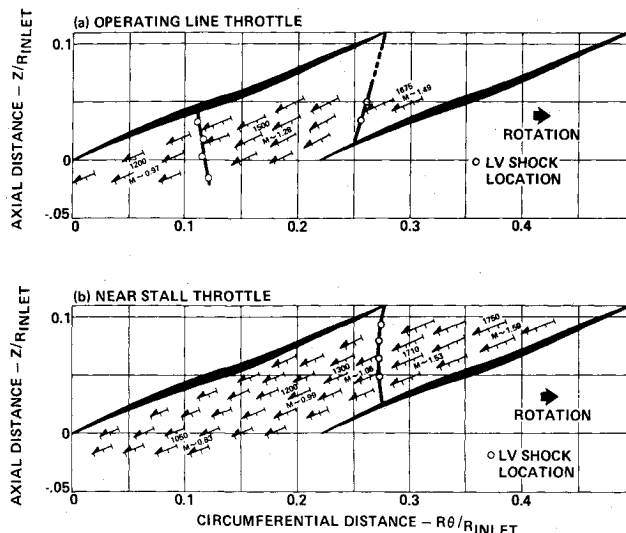 (a) OPERATING LINE THROTTLE
AXIAL DISTANCE – Z/RINLET
0.1
0
-.05
1200
M~0.97
1500
M~1.28
1675
M~1.49
ROTATION
LV SHOCK
LOCATION
0
0.1
0.2
0.3
0.4
(b) NEAR STALL THROTTLE
AXIAL DISTANCE – Z/RINLET
0.1
0
-.05
1050
M~0.83
1200
M~0.99
1300
M~1.06
1710
M~1.53
1750
ROTATION
LV SHOCK
LOCATION
0
0.1
0.2
0.3
0.4
CIRCUMFERENTIAL DISTANCE – Rθ/RINLET